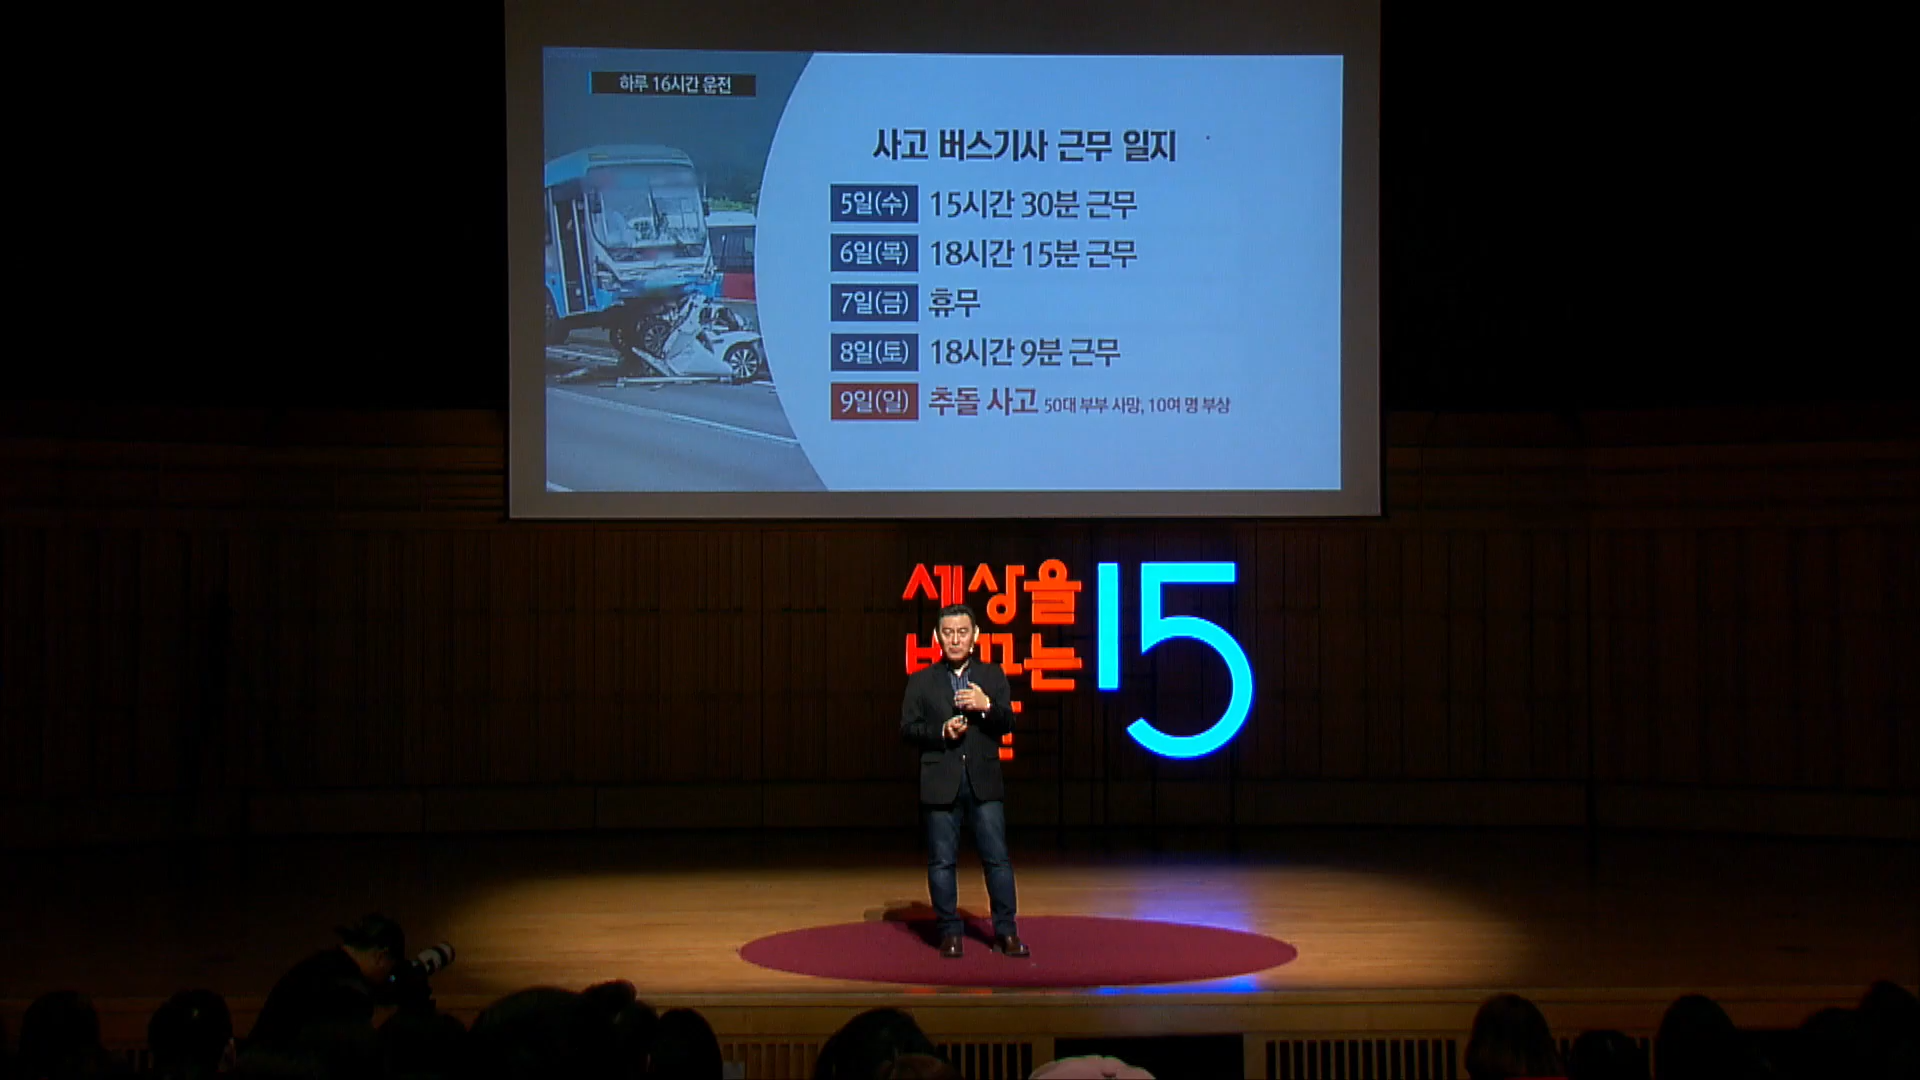 하루 16시간 운전
사고 버스기사 근무 일지
5일(수) 15시간 30분 근무
6일(목) 18시간 15분 근무
7일(금) 휴무
8일(토) 18시간 9분 근무
9일(일) 추돌 사고 50대 부부 사망, 10여 명 부상
세상을
는
15